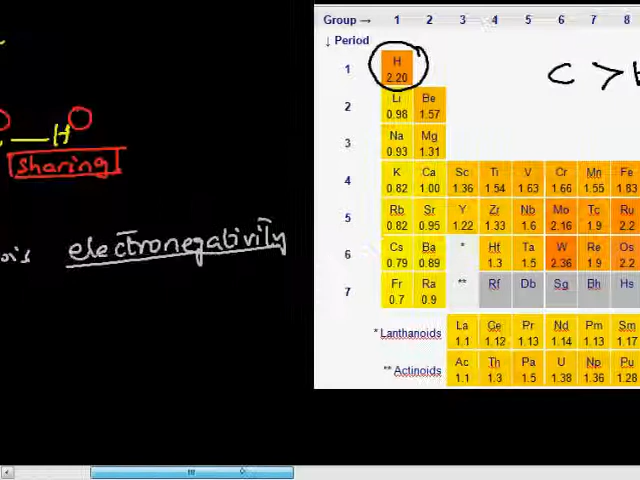 Group → 1 2 3 4 5 6 7 8
↓ Period
1 H
2.20
C >
2 Li Be
0.98 1.57
3 Na Mg
0.93 1.31
4 K Ca Sc Ti V Cr Mn Fe
0.82 1.00 1.36 1.54 1.63 1.66 1.55 1.83
5 Rb Sr Y Zr Nb Mo Tc Ru
0.82 0.95 1.22 1.33 1.6 2.16 1.9 2.2
6 Cs Ba * Hf Ta W Re Os
0.79 0.89 1.3 1.5 2.36 1.9 2.2
7 Fr Ra ** Rf Db Sg Bh Hs
0.7 0.9
* Lanthanoids La Ce Pr Nd Pm Sm
1.1 1.12 1.13 1.14 1.13 1.17
** Actinoids Ac Th Pa U Np Pu
1.1 1.3 1.5 1.38 1.36 1.28
— H
sharing
electronegativity